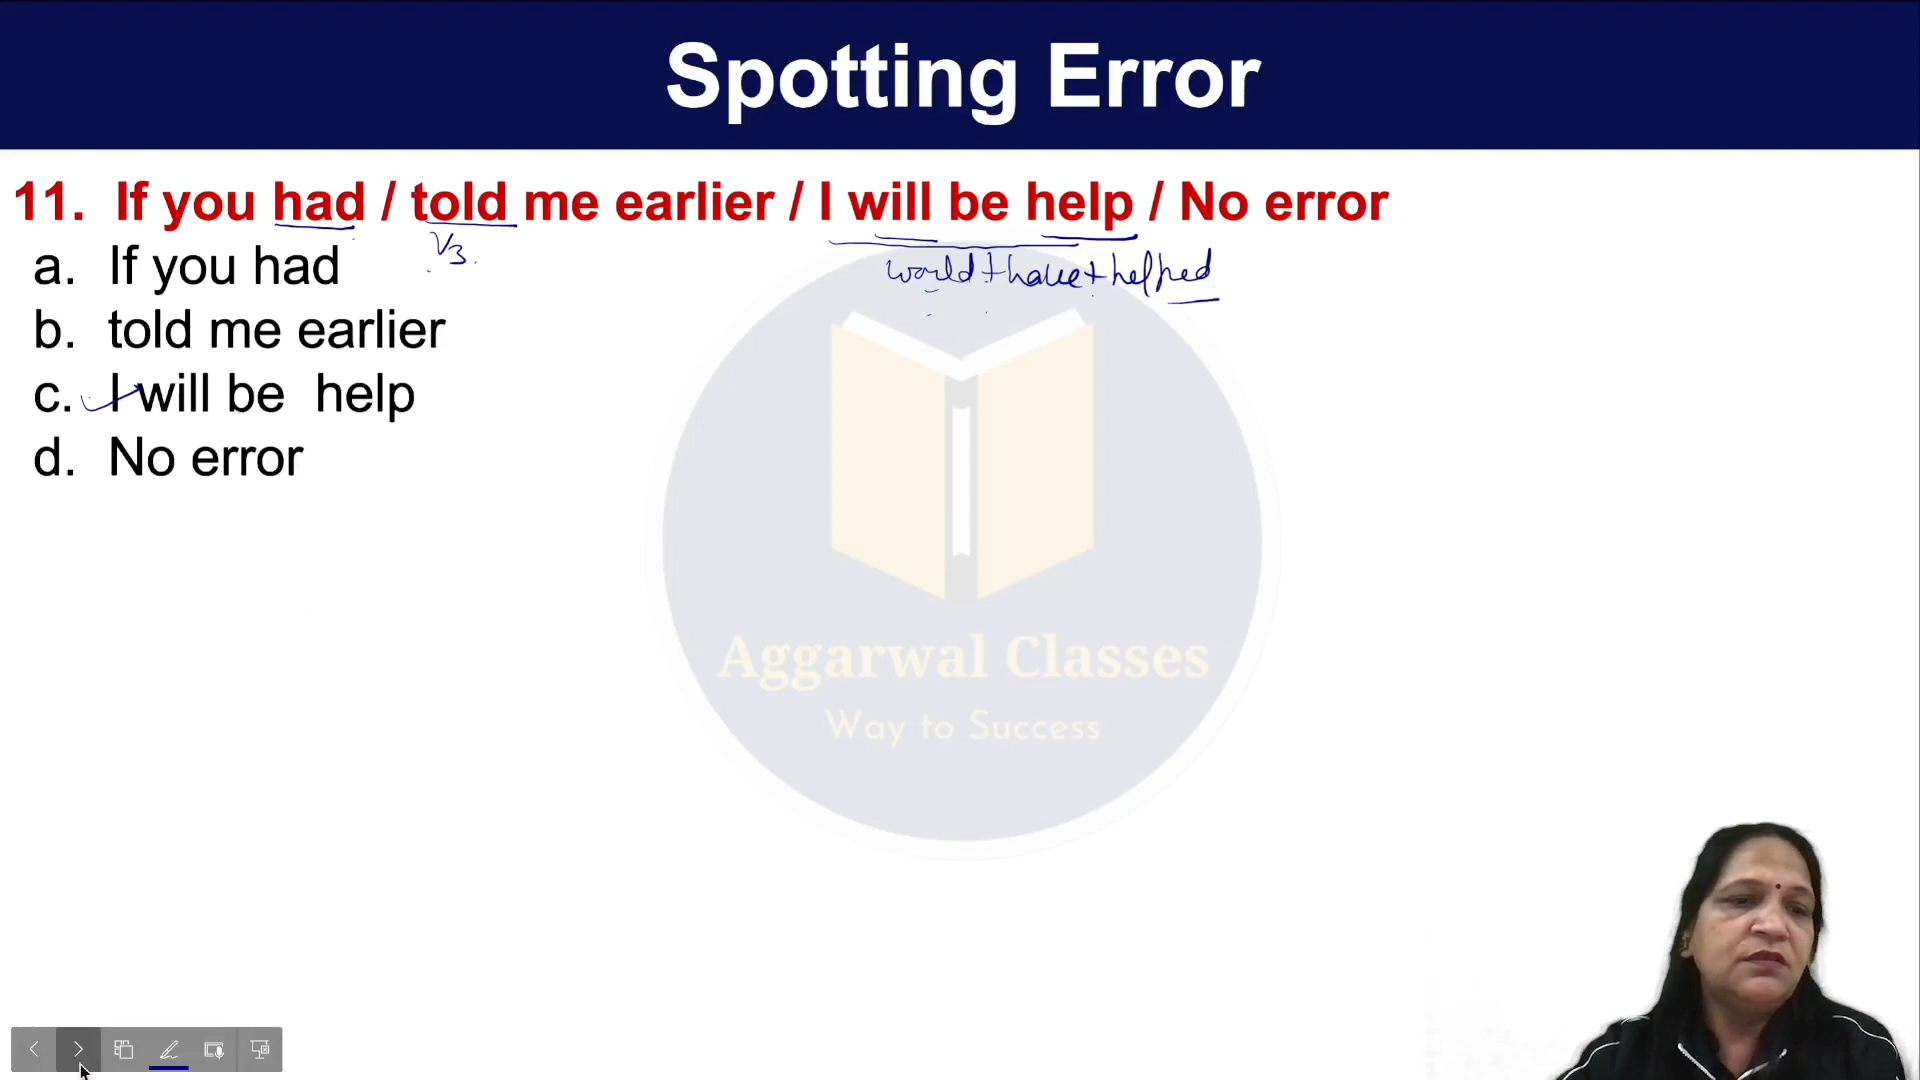 Spotting Error
11. If you had / told me earlier / I will be help / No error
V3
would + have + helped
a. If you had
b. told me earlier
c. I will be help
d. No error
Aggarwal Classes
Way to Success